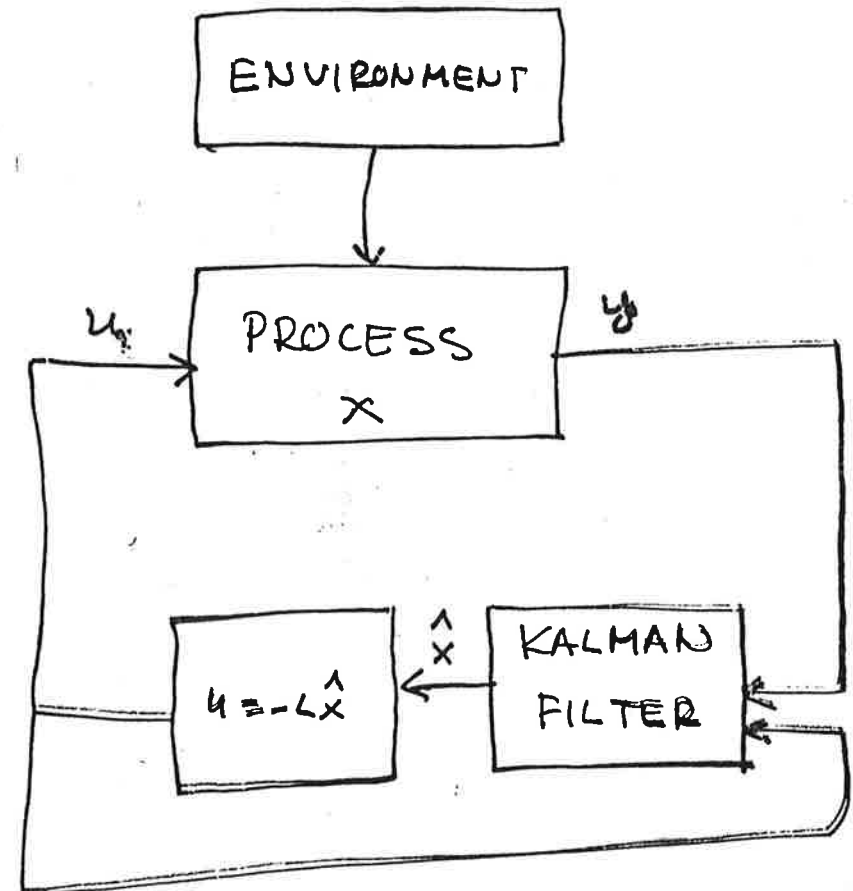 ENVIRONMENT
u
PROCESS
x
y
u = -Lx̂
x̂
KALMAN
FILTER